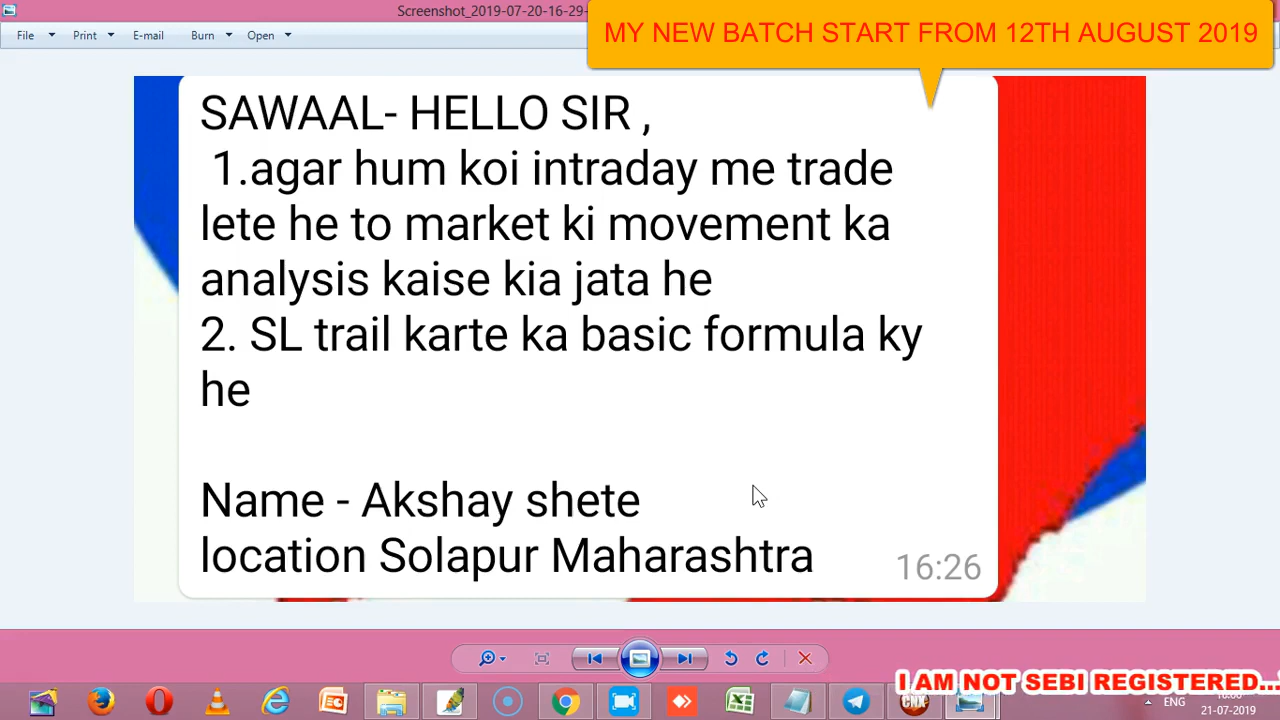 Screenshot_2019-07-20-16-29-
MY NEW BATCH START FROM 12TH AUGUST 2019
File Print E-mail Burn Open
SAWAAL- HELLO SIR ,
1.agar hum koi intraday me trade
lete he to market ki movement ka
analysis kaise kia jata he
2. SL trail karte ka basic formula ky
he
Name - Akshay shete
location Solapur Maharashtra
16:26
I AM NOT SEBI REGISTERED...
CNX
ENG
21-07-2019